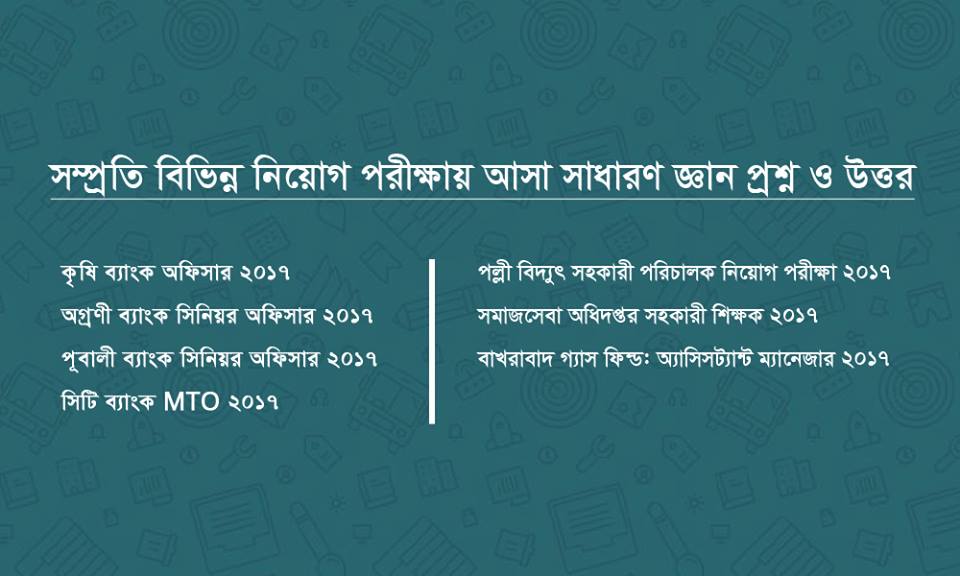 সম্প্রতি বিভিন্ন নিয়োগ পরীক্ষায় আসা সাধারণ জ্ঞান প্রশ্ন ও উত্তর
কৃষি ব্যাংক অফিসার ২০১৭
অগ্রণী ব্যাংক সিনিয়র অফিসার ২০১৭
পূবালী ব্যাংক সিনিয়র অফিসার ২০১৭
সিটি ব্যাংক MTO ২০১৭
পল্লী বিদ্যুৎ সহকারী পরিচালক নিয়োগ পরীক্ষা ২০১৭
সমাজসেবা অধিদপ্তর সহকারী শিক্ষক ২০১৭
বাখরাবাদ গ্যাস ফিল্ড: অ্যাসিসট্যান্ট ম্যানেজার ২০১৭